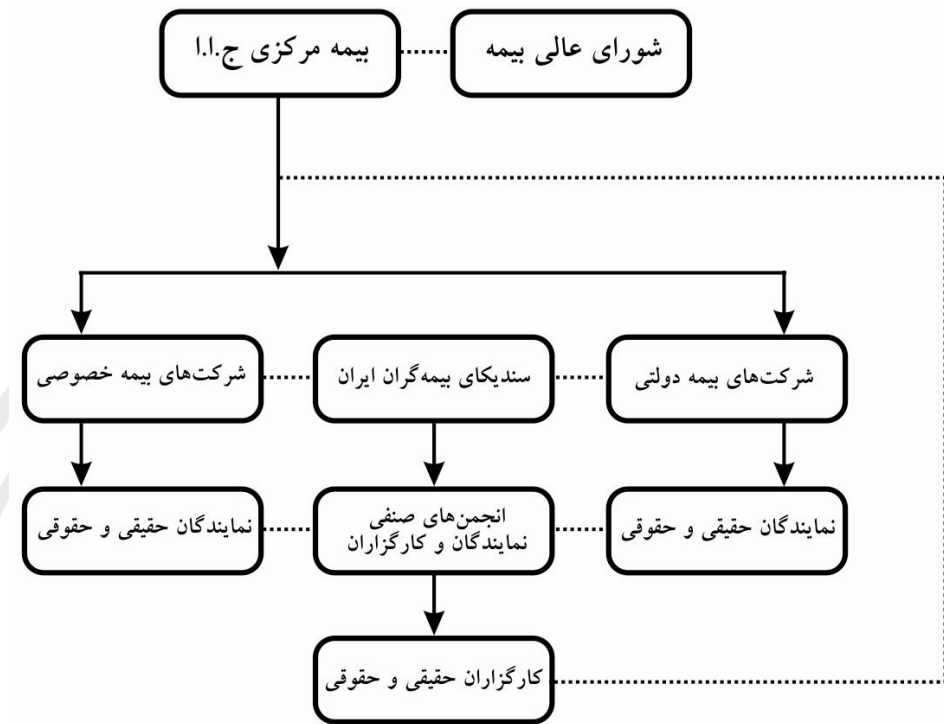 شورای عالی بیمه
بیمه مرکزی ج.ا.ا
شرکت‌های بیمه دولتی
سندیکای بیمه‌گران ایران
شرکت‌های بیمه خصوصی
نمایندگان حقیقی و حقوقی
انجمن‌های صنفی
نمایندگان و کارگزاران
نمایندگان حقیقی و حقوقی
کارگزاران حقیقی و حقوقی